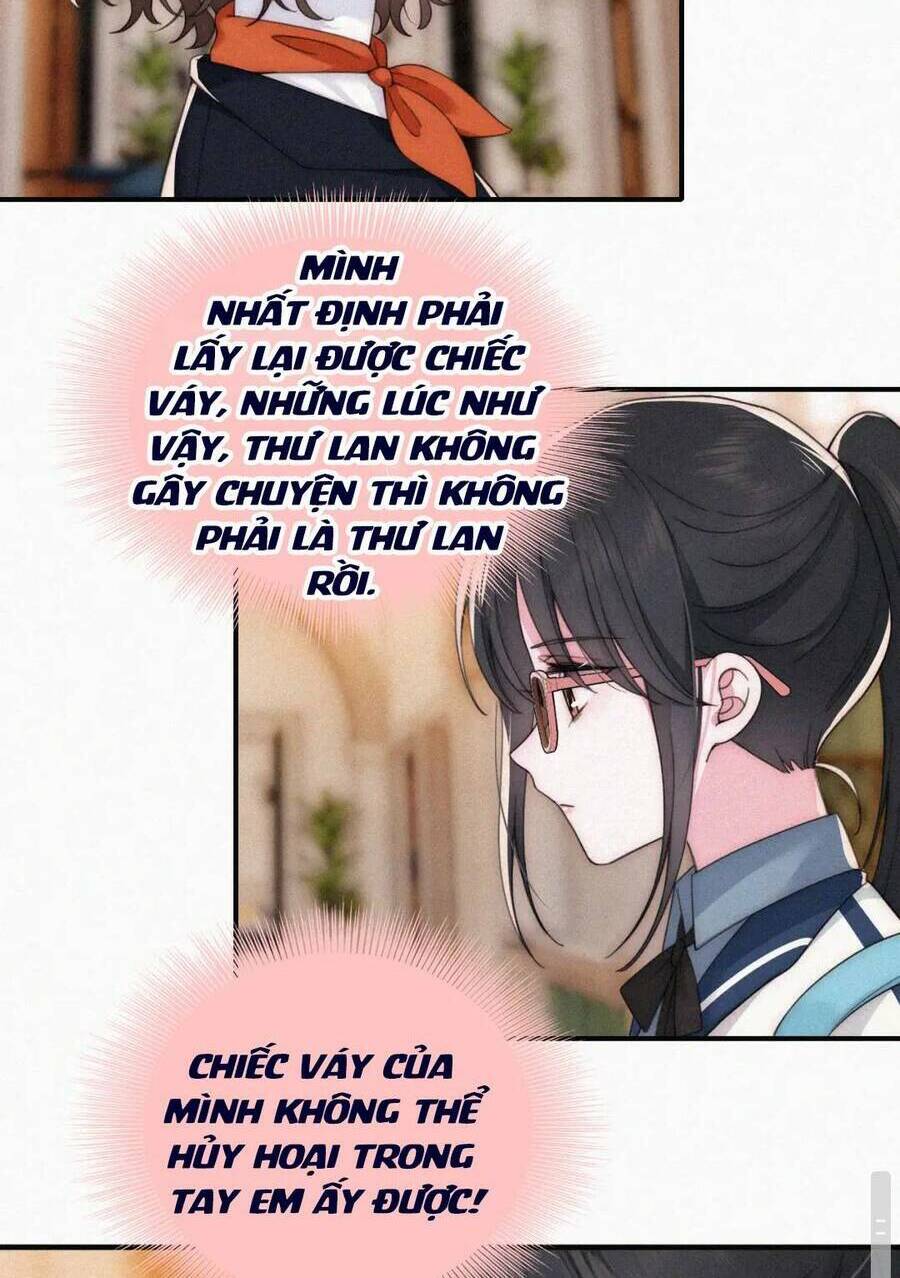 MÌNH
NHẤT ĐỊNH PHẢI
LẤY LẠI ĐƯỢC CHIẾC
VÁY, NHỮNG LÚC NHƯ
VẬY, THƯ LAN KHÔNG
GÂY CHUYỆN THÌ KHÔNG
PHẢI LÀ THƯ LAN
RỒI.
CHIẾC VÁY CỦA
MÌNH KHÔNG THỂ
HỦY HOẠI TRONG
TAY EM ẤY ĐƯỢC!